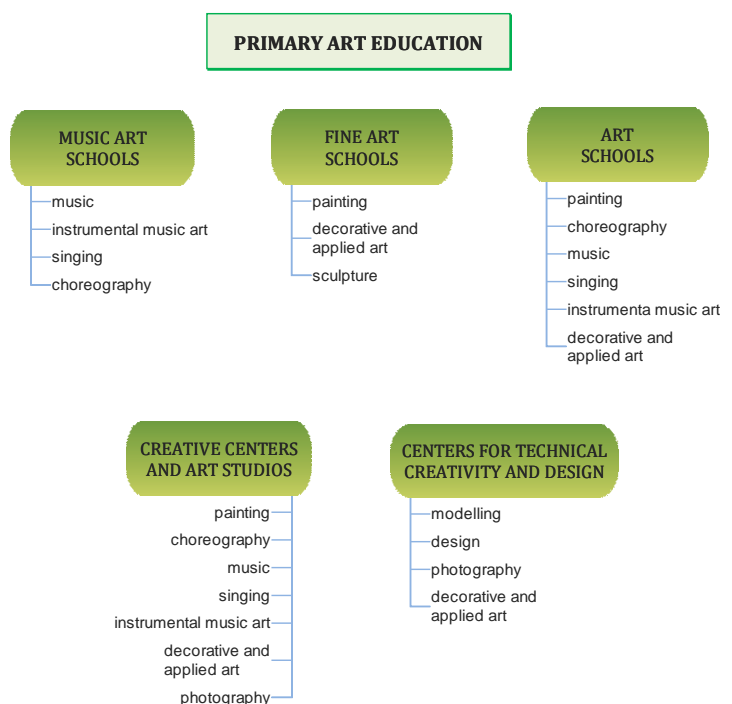 PRIMARY ART EDUCATION
MUSIC ART
SCHOOLS
music
instrumental music art
singing
choreography
FINE ART
SCHOOLS
painting
decorative and
applied art
sculpture
ART
SCHOOLS
painting
choreography
music
singing
instrumenta music art
decorative and
applied art
CREATIVE CENTERS
AND ART STUDIOS
painting
choreography
music
singing
instrumental music art
decorative and
applied art
photography
CENTERS FOR TECHNICAL
CREATIVITY AND DESIGN
modelling
design
photography
decorative and
applied art